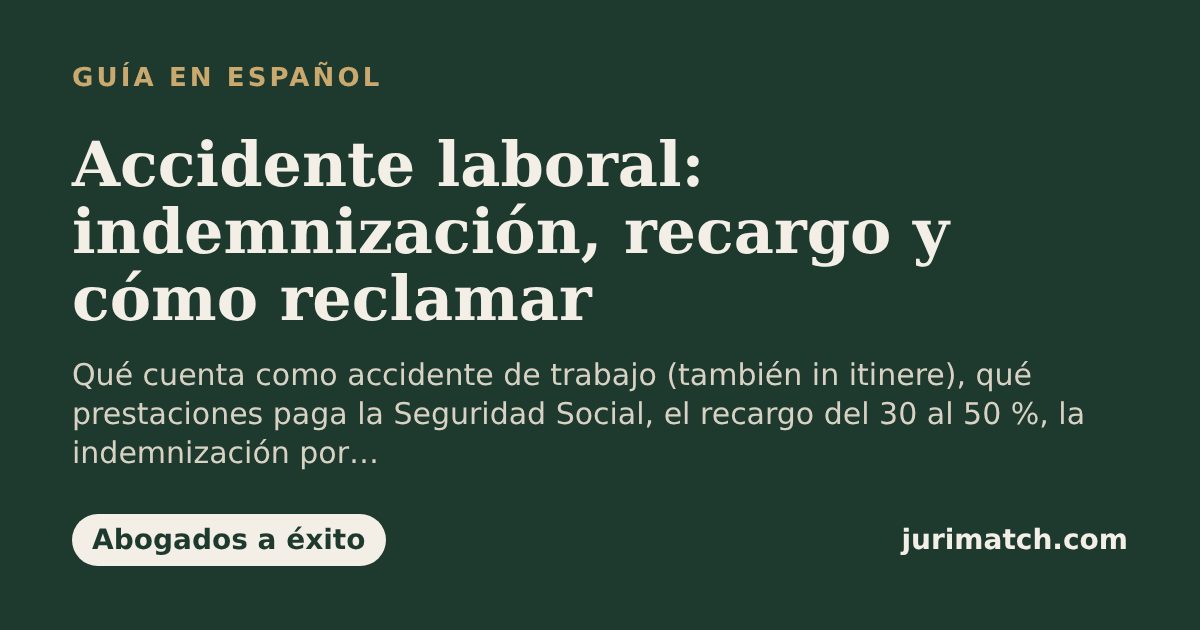 GUÍA EN ESPAÑOL
Accidente laboral:
indemnización, recargo y
cómo reclamar
Qué cuenta como accidente de trabajo (también in itinere), qué
prestaciones paga la Seguridad Social, el recargo del 30 al 50 %, la
indemnización por…
Abogados a éxito
jurimatch.com